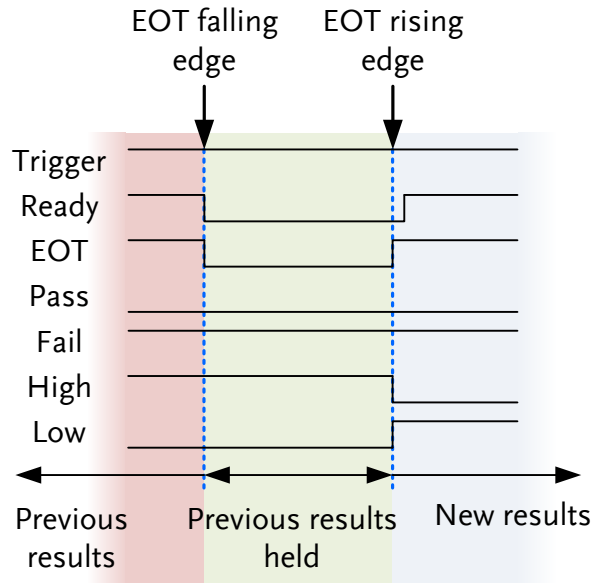 EOT falling
edge
EOT rising
edge
Trigger
Ready
EOT
Pass
Fail
High
Low
Previous
results
Previous results
held
New results